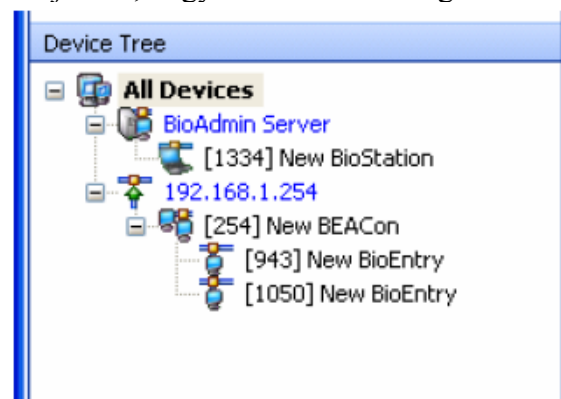 Device Tree
All Devices
BioAdmin Server
[1334] New BioStation
192.168.1.254
[254] New BEACon
[943] New BioEntry
[1050] New BioEntry